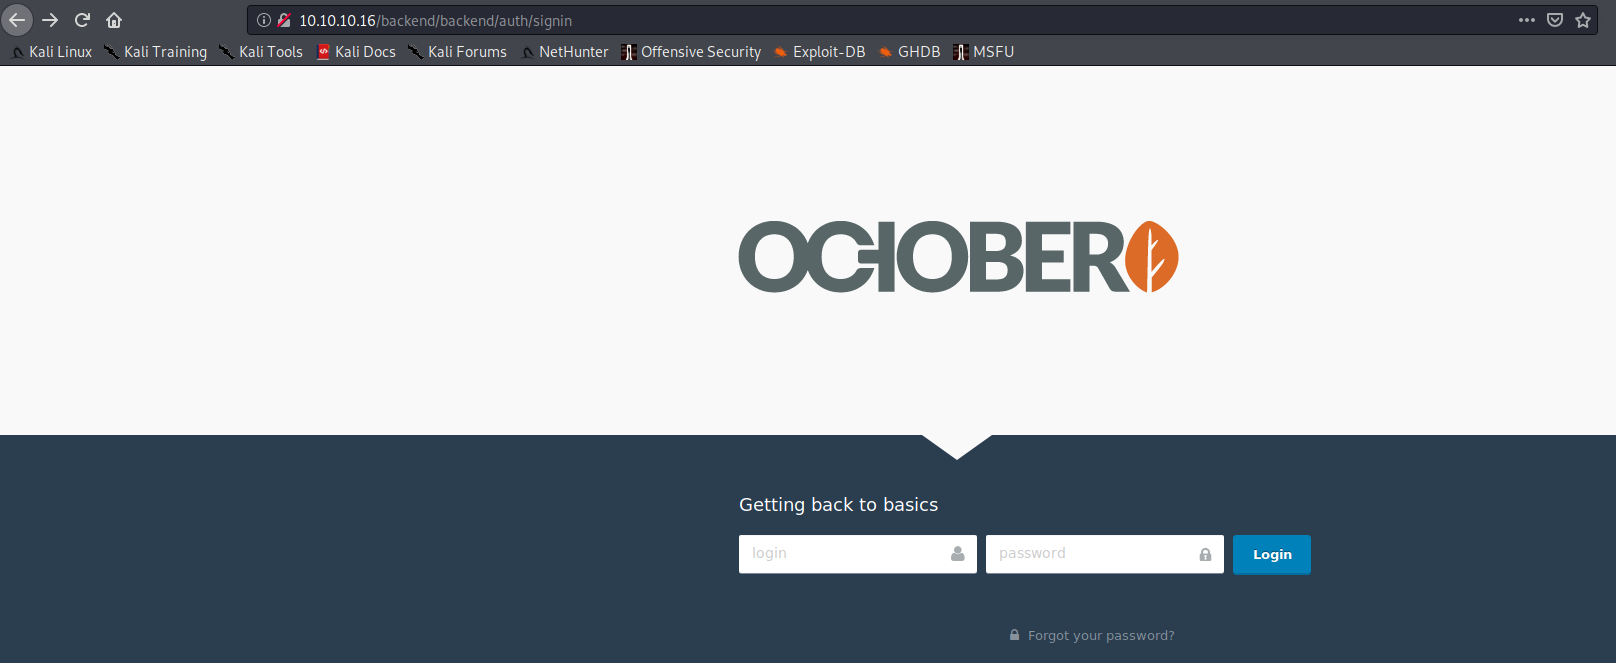 10.10.10.16/backend/backend/auth/signin
Kali Linux Kali Training Kali Tools Kali Docs Kali Forums NetHunter Offensive Security Exploit-DB GHDB MSFU
OCTOBER
Getting back to basics
login password Login
Forgot your password?